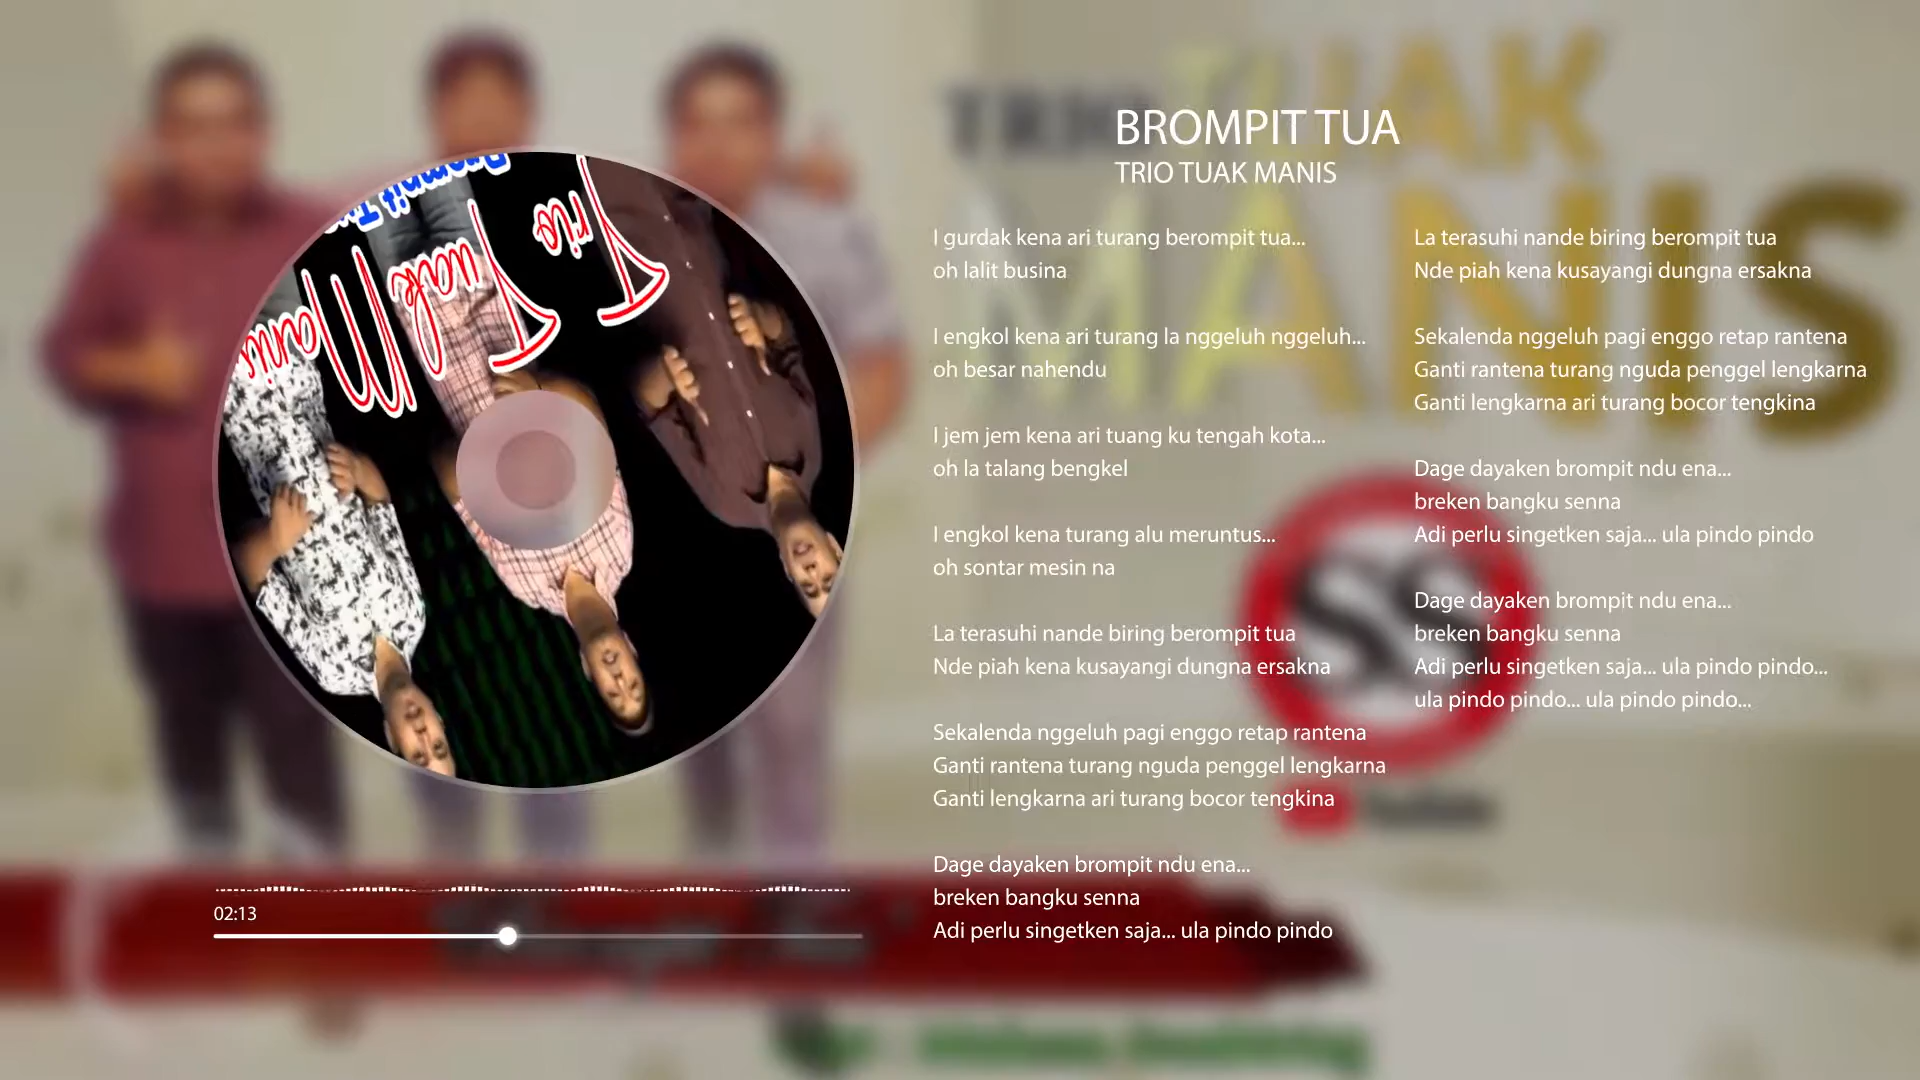 BROMPIT TUA
TRIO TUAK MANIS
I gurdak kena ari turang berompit tua...
oh lalit busina
I engkol kena ari turang la nggeluh nggeluh...
oh besar nahendu
I jem jem kena ari tuang ku tengah kota...
oh la talang bengkel
I engkol kena turang alu meruntus...
oh sontar mesin na
La terasuhi nande biring berompit tua
Nde piah kena kusayangi dungna ersakna
Sekalenda nggeluh pagi enggo retap rantena
Ganti rantena turang nguda penggel lengkarna
Ganti lengkarna ari turang bocor tengkina
Dage dayaken brompit ndu ena...
breken bangku senna
Adi perlu singetken saja... ula pindo pindo
La terasuhi nande biring berompit tua
Nde piah kena kusayangi dungna ersakna
Sekalenda nggeluh pagi enggo retap rantena
Ganti rantena turang nguda penggel lengkarna
Ganti lengkarna ari turang bocor tengkina
Dage dayaken brompit ndu ena...
breken bangku senna
Adi perlu singetken saja... ula pindo pindo
Dage dayaken brompit ndu ena...
breken bangku senna
Adi perlu singetken saja... ula pindo pindo...
ula pindo pindo... ula pindo pindo...
Trio Tuak Manis
02:13
TRIO TUAK
MANIS